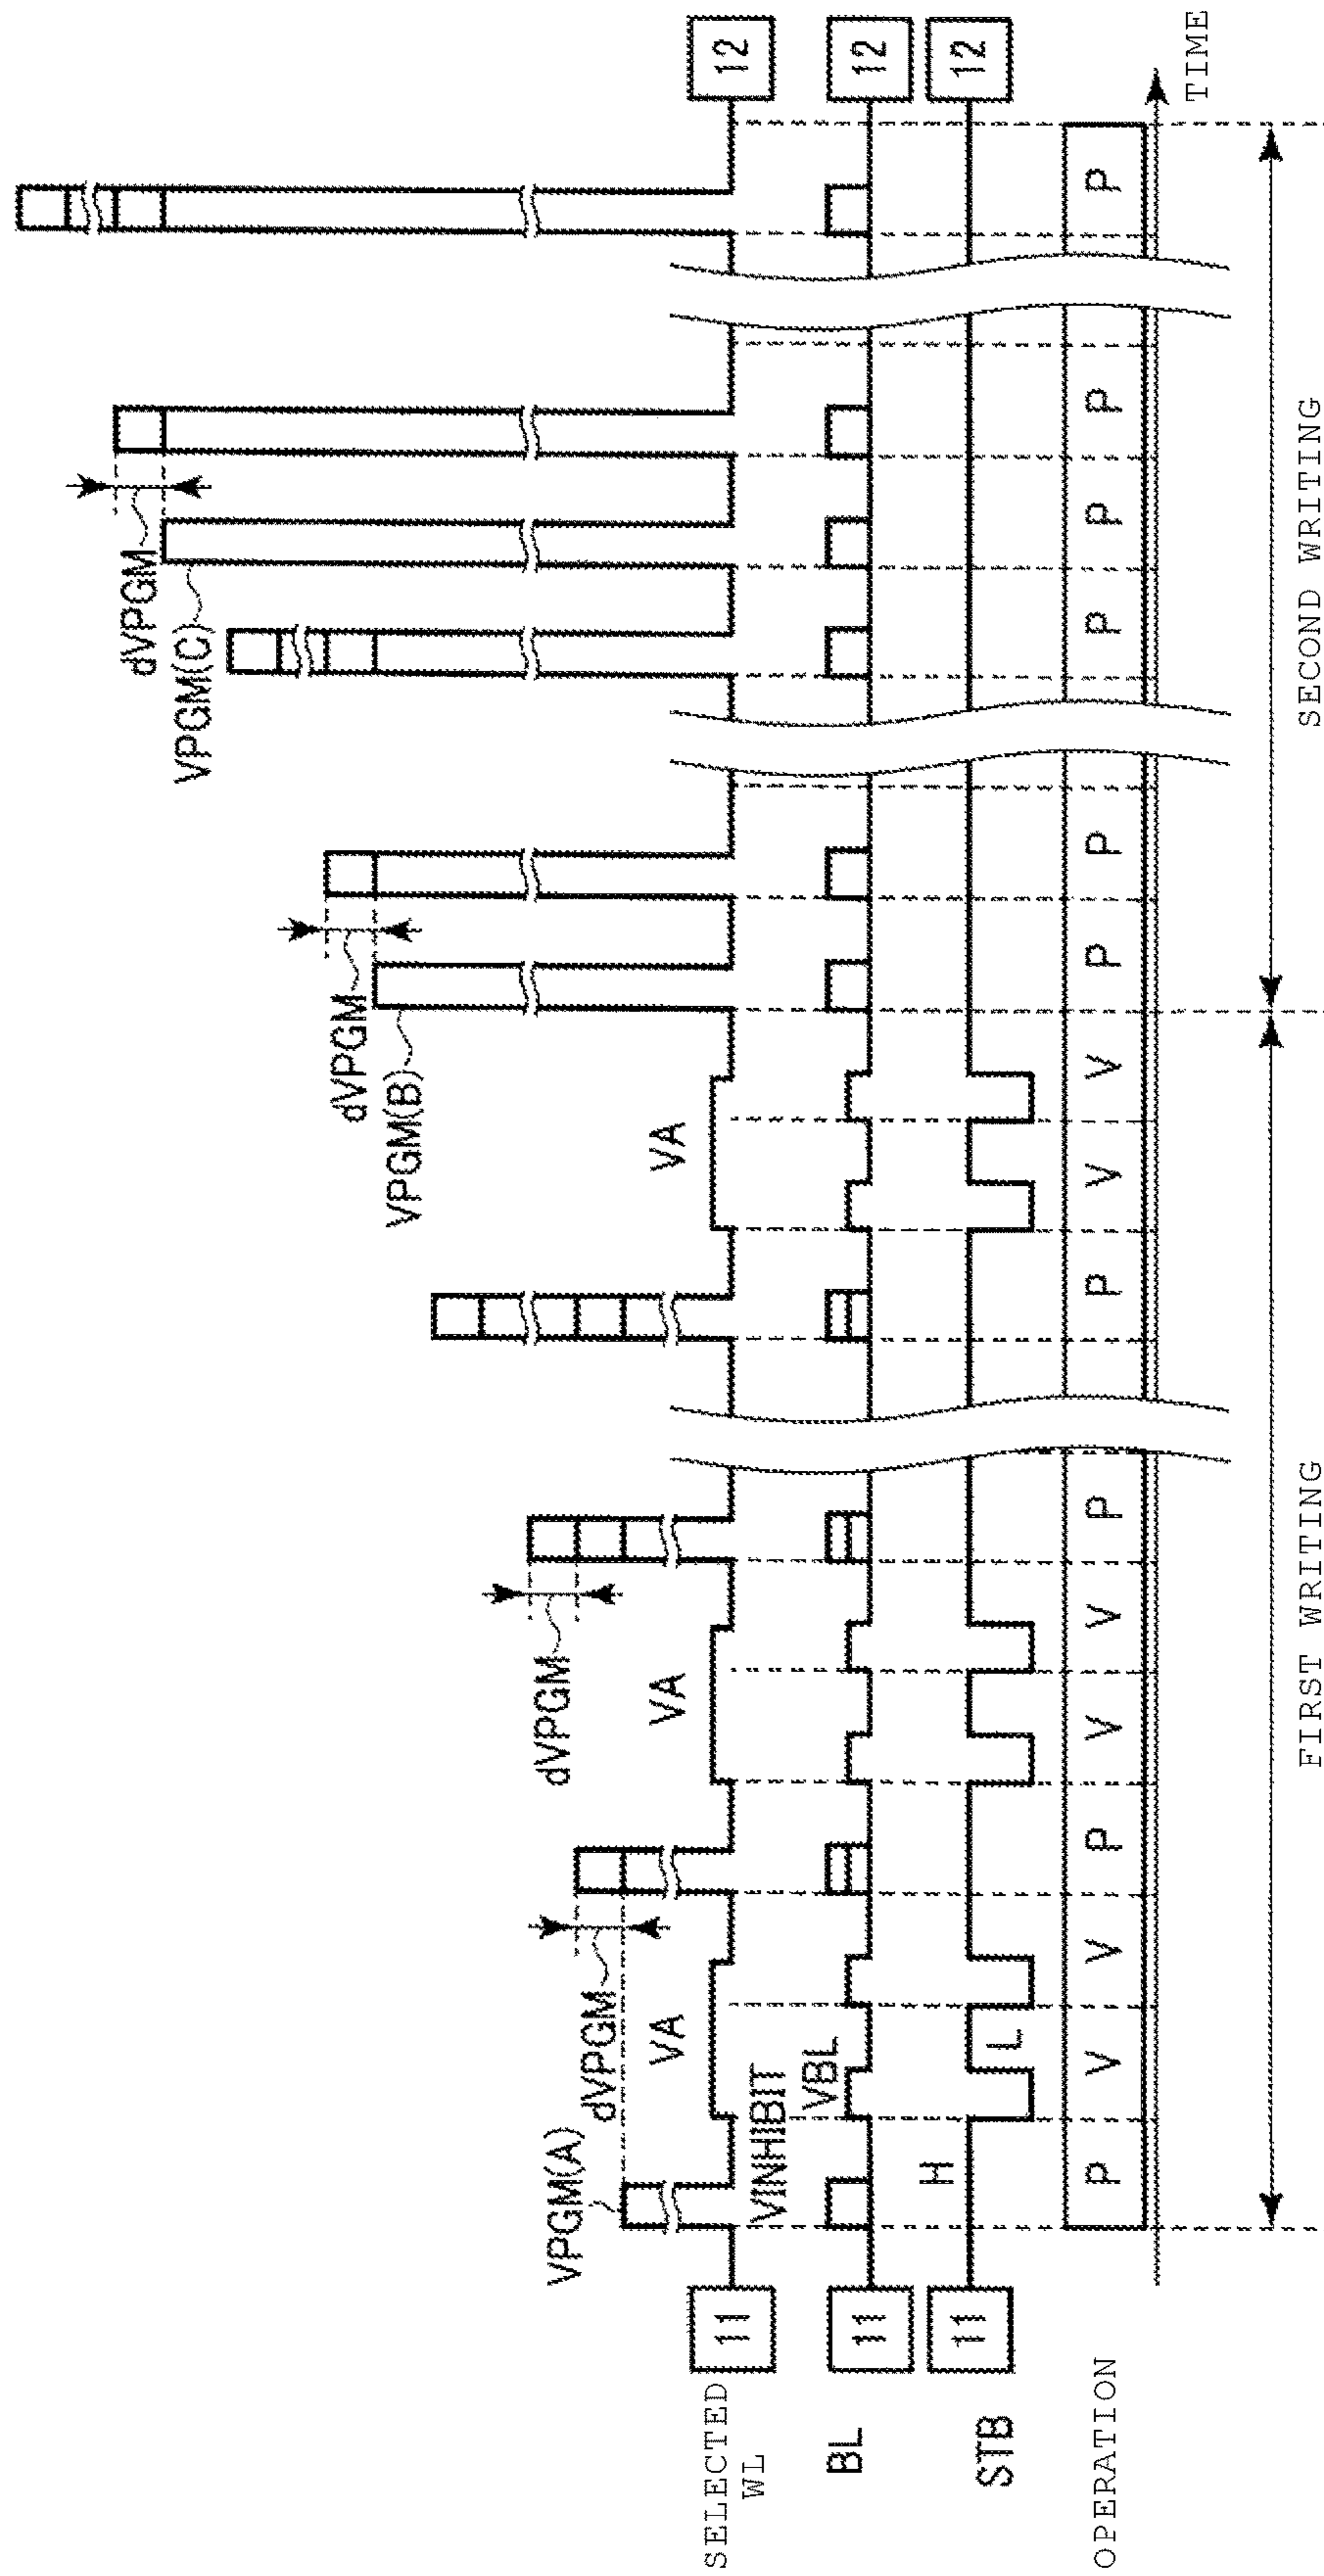 VPGM(A)
dVPGM
dVPGM
VPGM(B)
dVPGM
VPGM(C)
dVPGM
VA
VA
VA
SELECTED
WL
11
12
VINHIBIT
VBL
BL
11
12
H
L
STB
11
12
OPERATION
P V V P V V P P V V P P P P P P
TIME
FIRST WRITING
SECOND WRITING